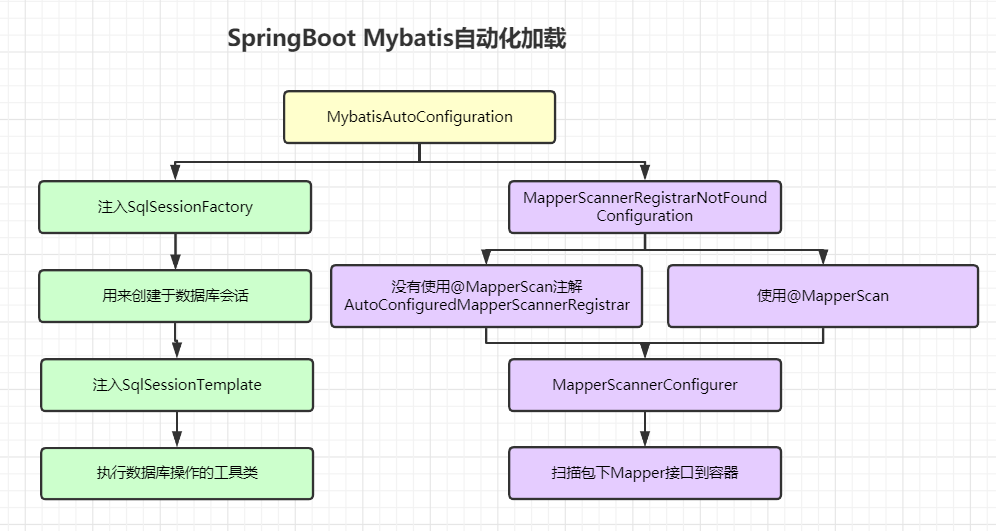 SpringBoot Mybatis自动化加载
MybatisAutoConfiguration
注入SqlSessionFactory
MapperScannerRegistrarNotFound
Configuration
用来创建于数据库会话
没有使用@MapperScan注解
AutoConfiguredMapperScannerRegistrar
使用@MapperScan
注入SqlSessionTemplate
MapperScannerConfigurer
执行数据库操作的工具类
扫描包下Mapper接口到容器